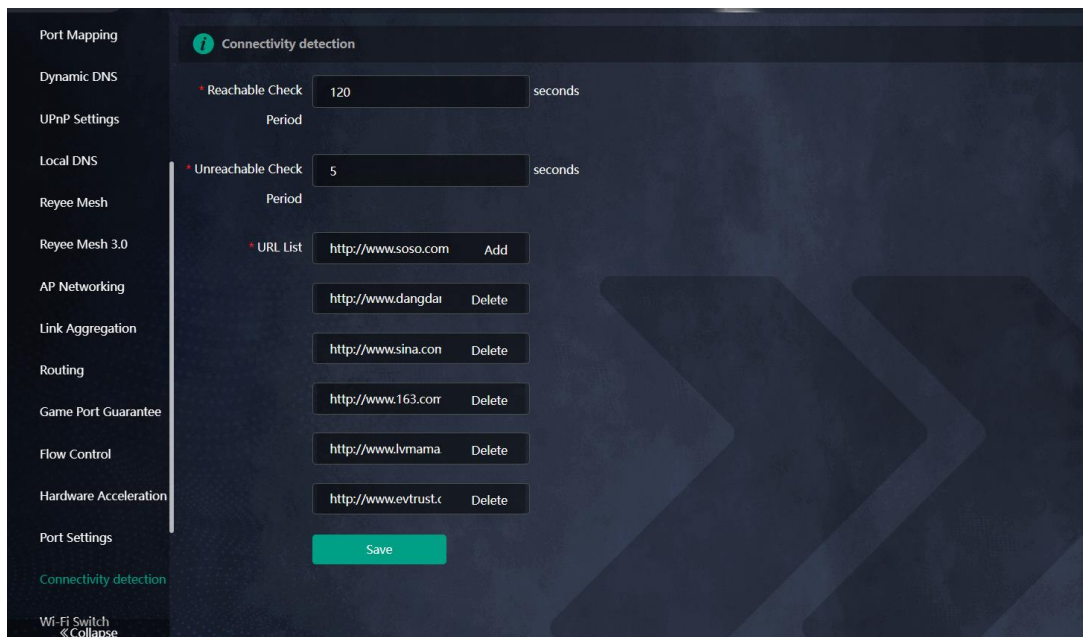 Port Mapping
Dynamic DNS
UPnP Settings
Local DNS
Reyee Mesh
Reyee Mesh 3.0
AP Networking
Link Aggregation
Routing
Game Port Guarantee
Flow Control
Hardware Acceleration
Port Settings
Connectivity detection
Wi-Fi Switch
«Collapse
i Connectivity detection
* Reachable Check Period
120 seconds
* Unreachable Check Period
5 seconds
* URL List
http://www.soso.com Add
http://www.dangdar Delete
http://www.sina.con Delete
http://www.163.com Delete
http://www.lvmama. Delete
http://www.evtrust.c Delete
Save